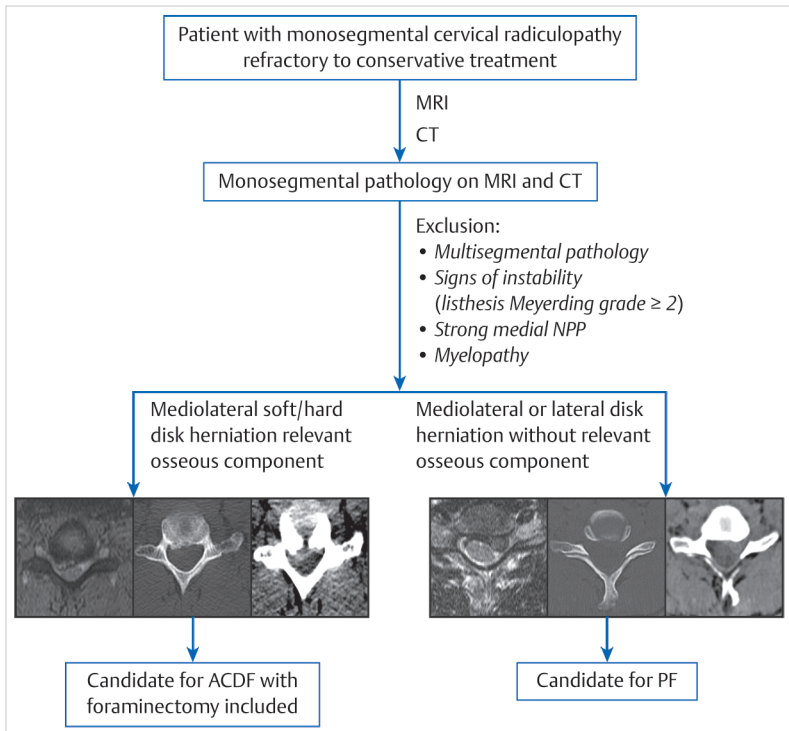 Patient with monosegmental cervical radiculopathy
refractory to conservative treatment
MRI
CT
Monosegmental pathology on MRI and CT
Exclusion:
• Multisegmental pathology
• Signs of instability
(listhesis Meyerding grade ≥ 2)
• Strong medial NPP
• Myelopathy
Mediolateral soft/hard
disk herniation relevant
osseous component
Mediolateral or lateral disk
herniation without relevant
osseous component
Candidate for ACDF with
foraminectomy included
Candidate for PF